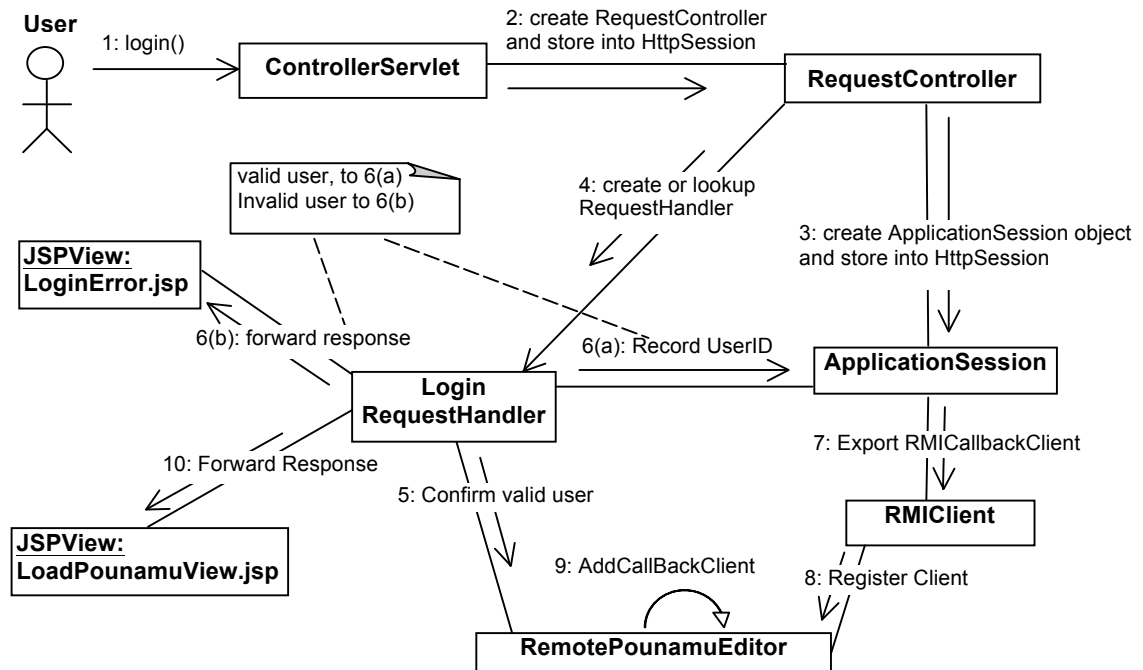 User
1: login()
ControllerServlet
2: create RequestController
and store into HttpSession
RequestController
valid user, to 6(a)
Invalid user to 6(b)
4: create or lookup
RequestHandler
3: create ApplicationSession object
and store into HttpSession
JSPView:
LoginError.jsp
6(b): forward response
6(a): Record UserID
ApplicationSession
Login
RequestHandler
7: Export RMICallbackClient
10: Forward Response
5: Confirm valid user
RMIClient
JSPView:
LoadPounamuView.jsp
9: AddCallBackClient
8: Register Client
RemotePounamuEditor